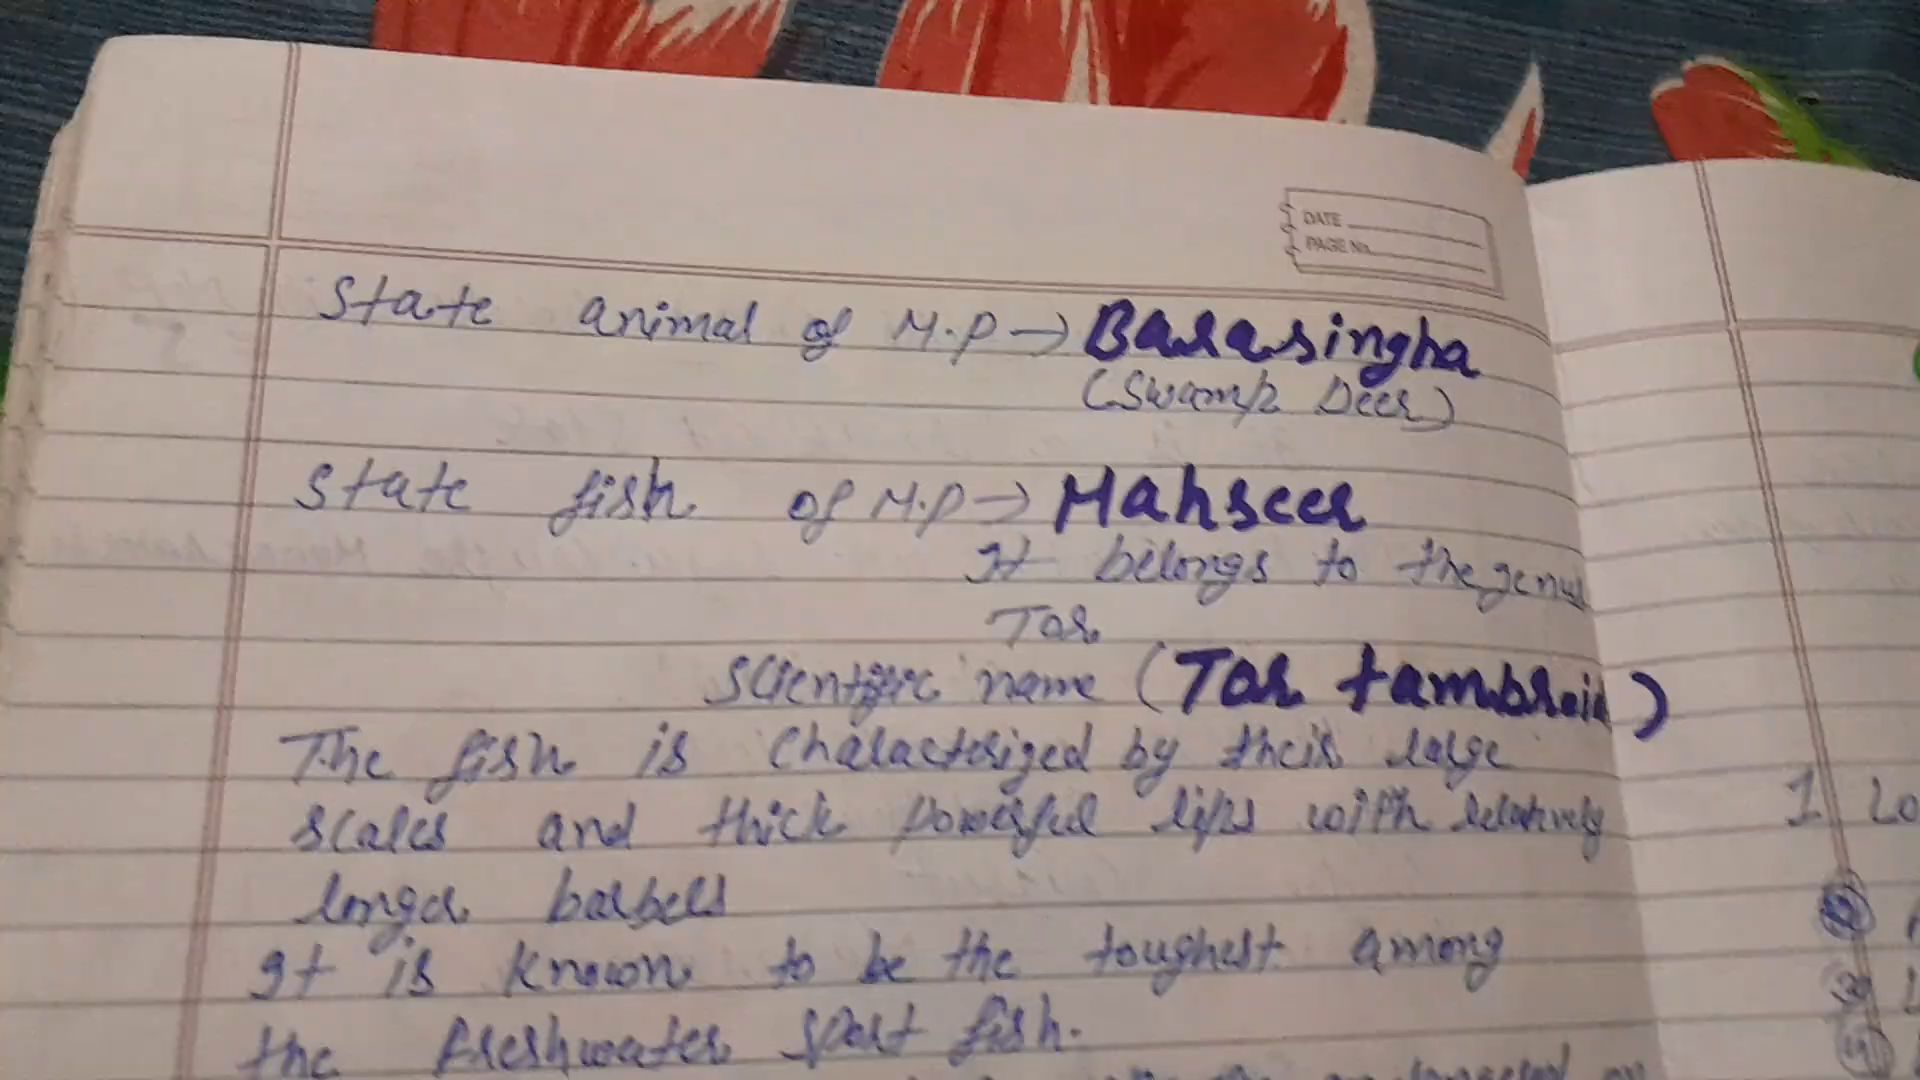 DATE
PAGE No.
State animal of M.P → Barasingha
(Swamp Deer)
State fish of M.P → Mahseer
It belongs to the genus
Tor
Scientific name (Tor tambroid)
The fish is characterized by their large
scales and thick powerful lips with relatively
longer barbels
It is known to be the toughest among
the freshwater sport fish.
1. Lo